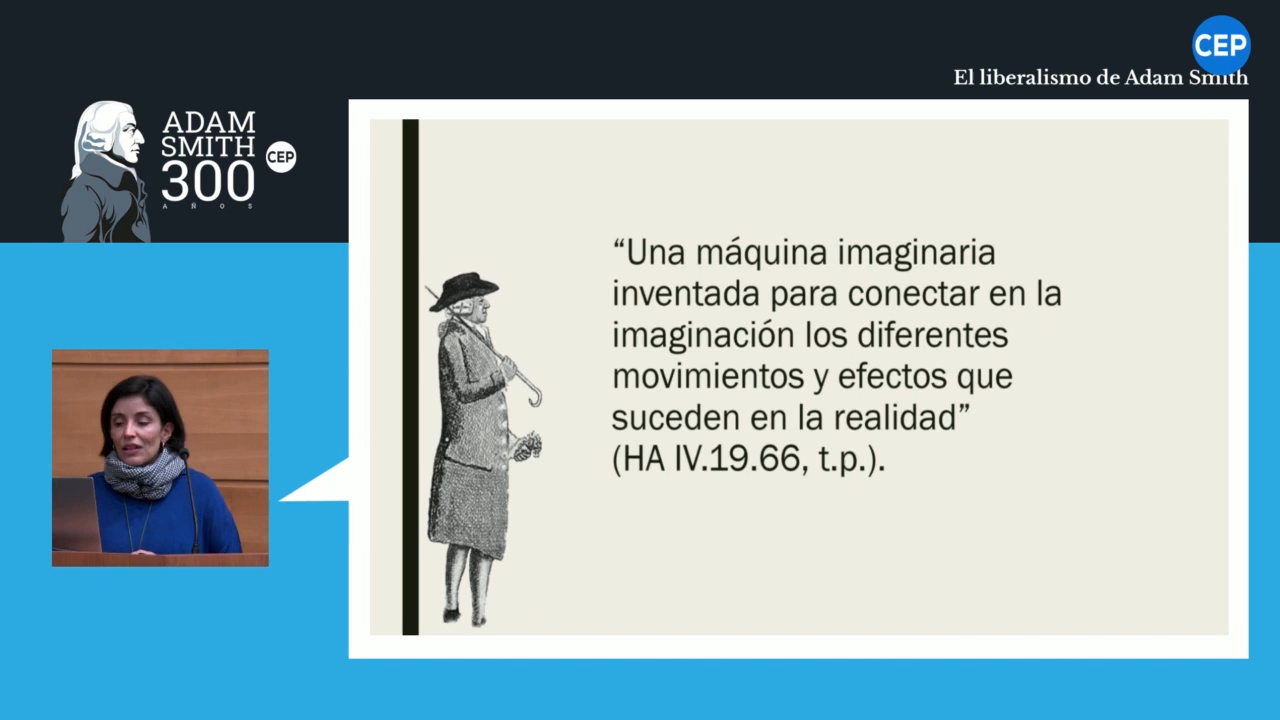 CEP
El liberalismo de Adam Smith
ADAM
SMITH
300
AÑOS
CEP
“Una máquina imaginaria
inventada para conectar en la
imaginación los diferentes
movimientos y efectos que
suceden en la realidad”
(HA IV.19.66, t.p.).